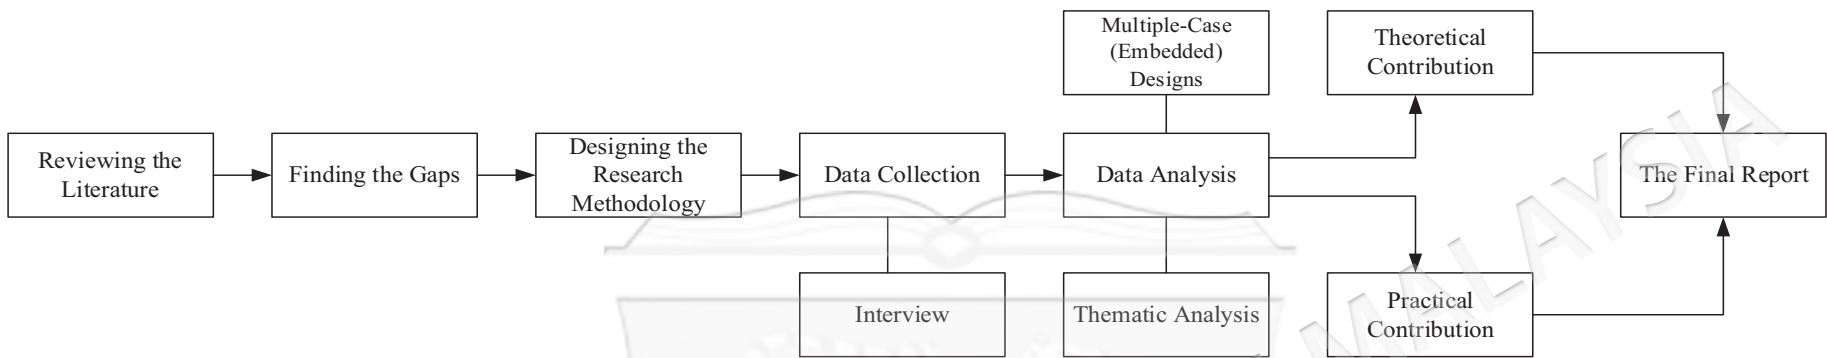 Multiple-Case
(Embedded)
Designs
Theoretical
Contribution
Reviewing the
Literature
Finding the Gaps
Designing the
Research
Methodology
Data Collection
Data Analysis
The Final Report
Interview
Thematic Analysis
Practical
Contribution
MALAYSIA